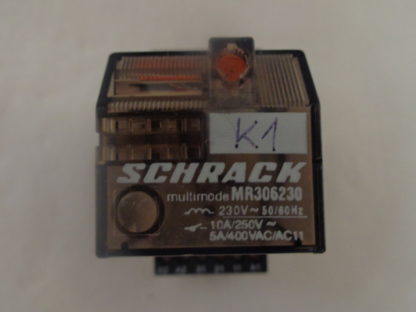 K1
SCHRACK
multimode MR306230
230V~ 50/60Hz
10A/250V~
5A/400VAC/AC11